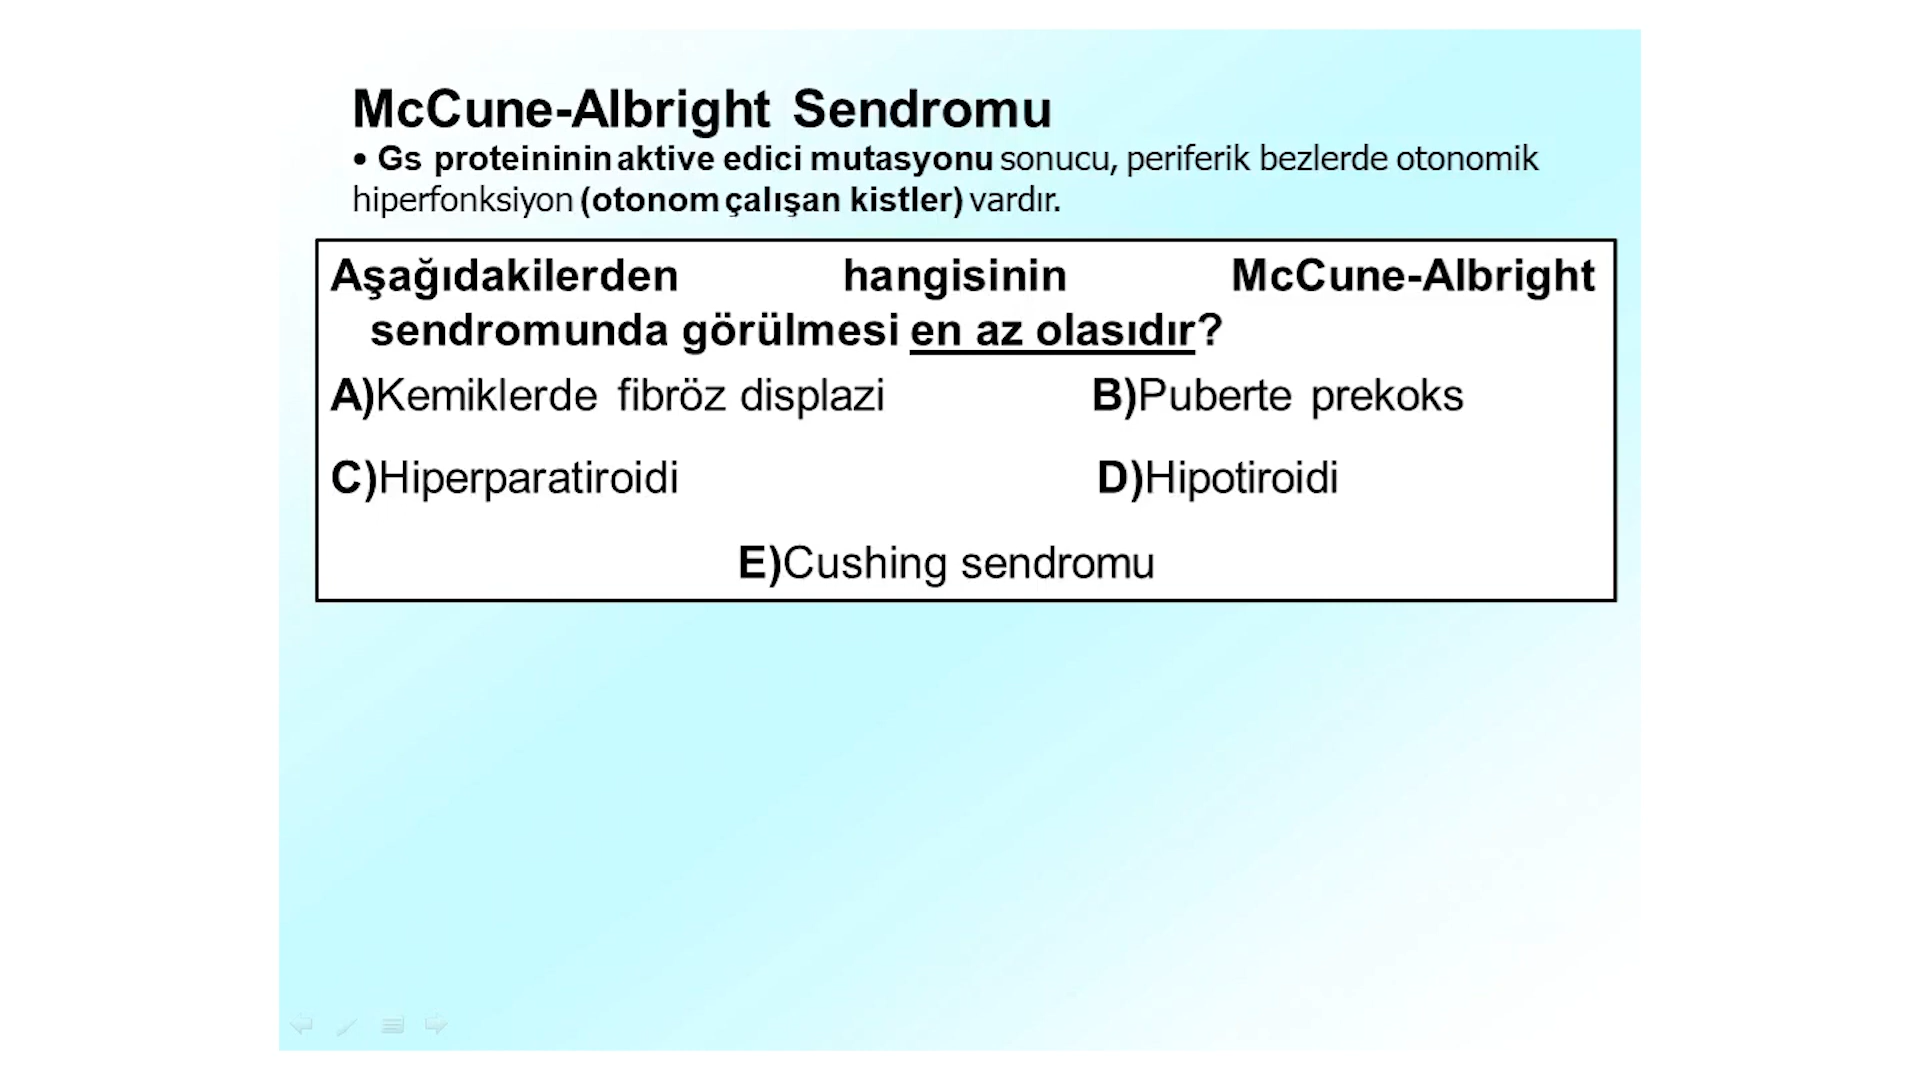 McCune-Albright Sendromu
• Gs proteininin aktive edici mutasyonu sonucu, periferik bezlerde otonomik
hiperfonksiyon (otonom çalışan kistler) vardır.
Aşağıdakilerden hangisinin McCune-Albright
sendromunda görülmesi en az olasıdır?
A)Kemiklerde fibröz displazi B)Puberte prekoks
C)Hiperparatiroidi D)Hipotiroidi
E)Cushing sendromu